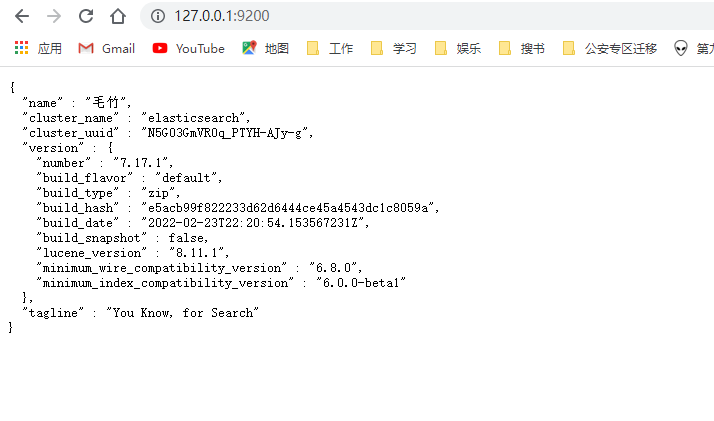 127.0.0.1:9200
应用 Gmail YouTube 地图 工作 学习 娱乐 搜书 公安专区迁移
{
"name" : "毛竹",
"cluster_name" : "elasticsearch",
"cluster_uuid" : "N5GO3GmVROq_PTYH-AJy-g",
"version" : {
"number" : "7.17.1",
"build_flavor" : "default",
"build_type" : "zip",
"build_hash" : "e5acb99f822233d62d6444ce45a4543dc1c8059a",
"build_date" : "2022-02-23T22:20:54.153567231Z",
"build_snapshot" : false,
"lucene_version" : "8.11.1",
"minimum_wire_compatibility_version" : "6.8.0",
"minimum_index_compatibility_version" : "6.0.0-beta1"
},
"tagline" : "You Know, for Search"
}